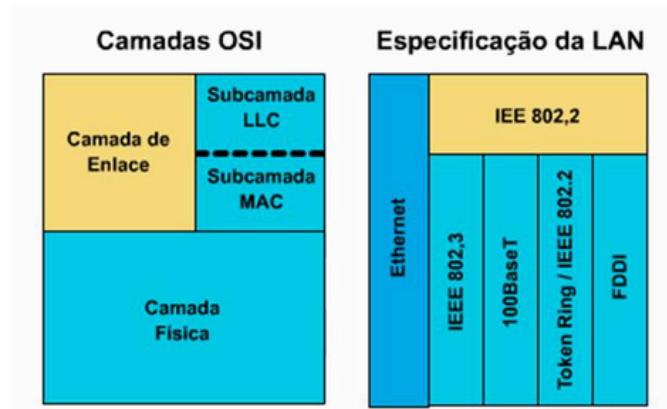 Camadas OSI
Especificação da LAN
Camada de
Enlace
Subcamada
LLC
Subcamada
MAC
Camada
Física
Ethernet
IEE 802,2
IEEE 802,3
100BaseT
Token Ring / IEEE 802.2
FDDI